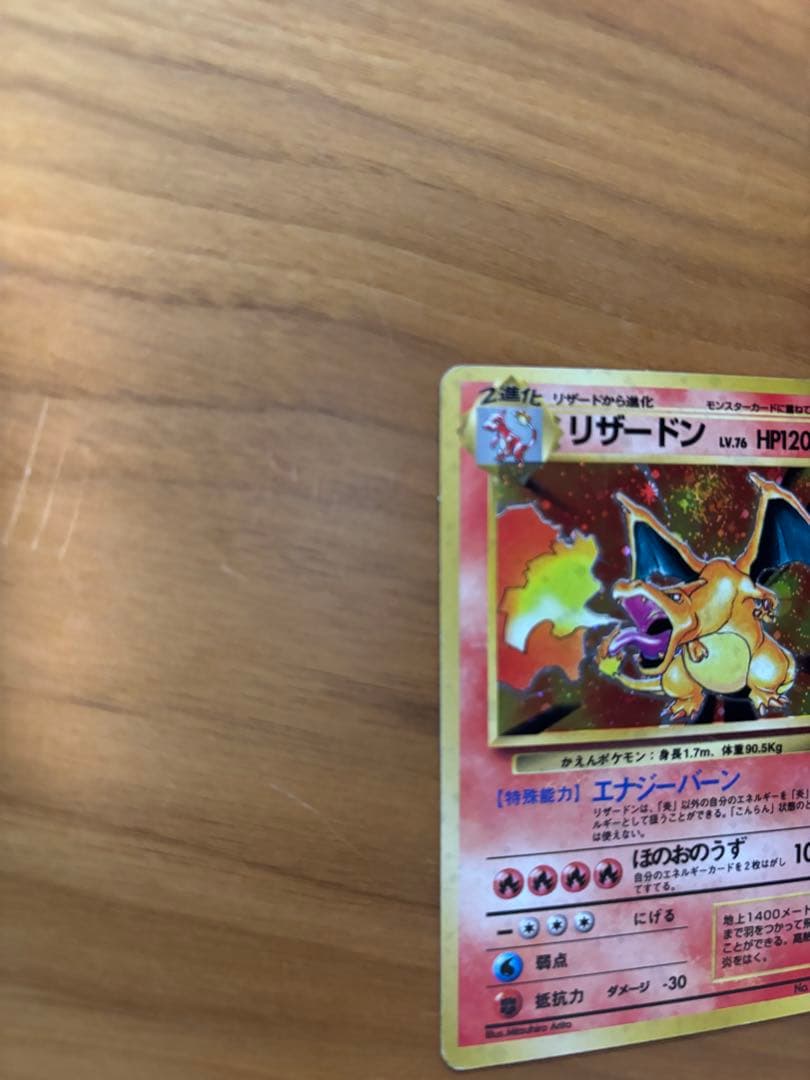 2進化 リザードから進化 モンスターカードに重ねて
リザードン LV.76 HP120
かえんポケモン：身長1.7m、体重90.5Kg
【特殊能力】エナジーバーン
リザードンは、「炎」以外の自分のエネルギーを「炎」
ルギーとして扱うことができる。「こんらん」状態のと
は使えない。
ほのおのうず 10
自分のエネルギーカードを2枚はがし
てすてる。
にげる
弱点
抵抗力 ダメージ -30
地上1400メート
まで羽をつかって飛
ことができる。高熱
炎をはく。
No
Illus. Mitsuhiro Arita